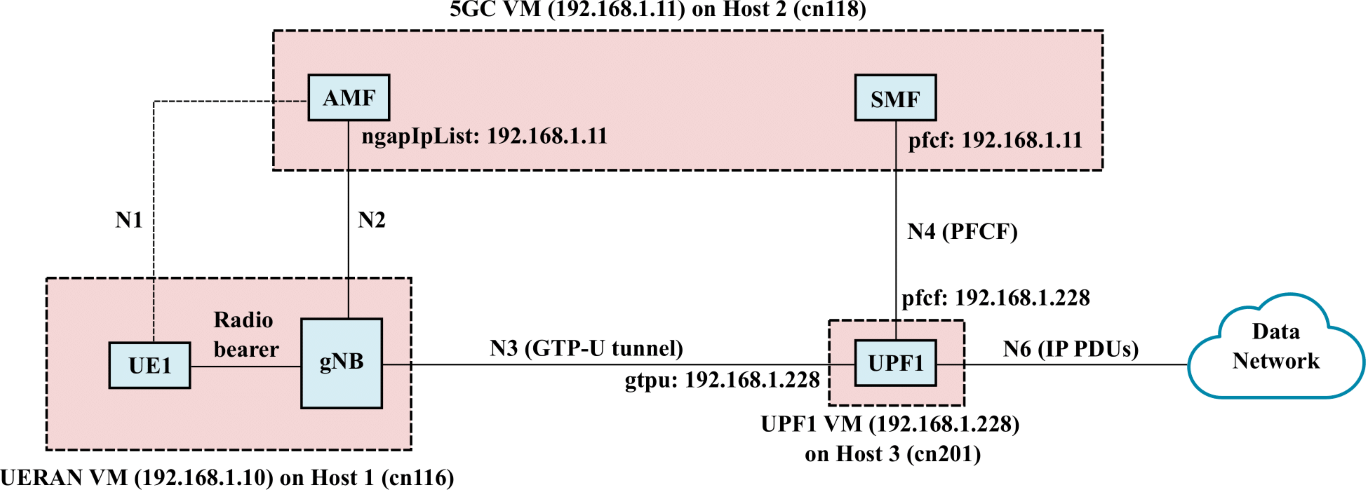 5GC VM (192.168.1.11) on Host 2 (cn118)
AMF
SMF
ngapIpList: 192.168.1.11
pfcf: 192.168.1.11
N1
N2
N4 (PFCF)
pfcf: 192.168.1.228
Radio
bearer
UE1
gNB
N3 (GTP-U tunnel)
gtpu: 192.168.1.228
UPF1
N6 (IP PDUs)
Data
Network
UPF1 VM (192.168.1.228)
on Host 3 (cn201)
UERAN VM (192.168.1.10) on Host 1 (cn116)